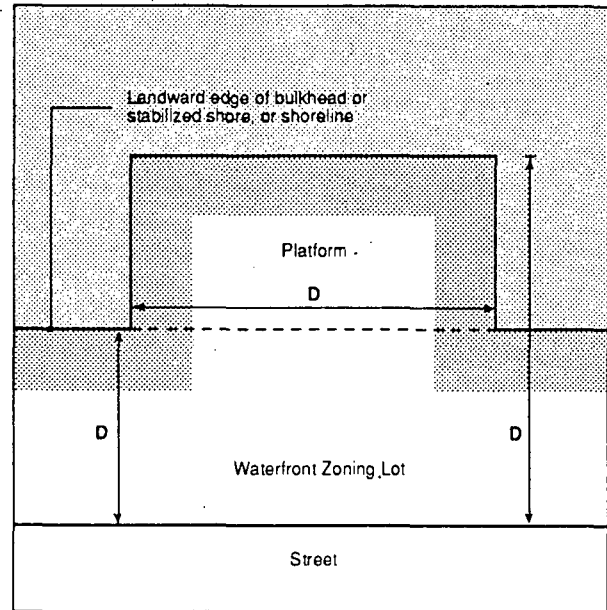 Landward edge of bulkhead or
stabilized shore, or shoreline
Platform
D
D
D
Waterfront Zoning Lot
Street